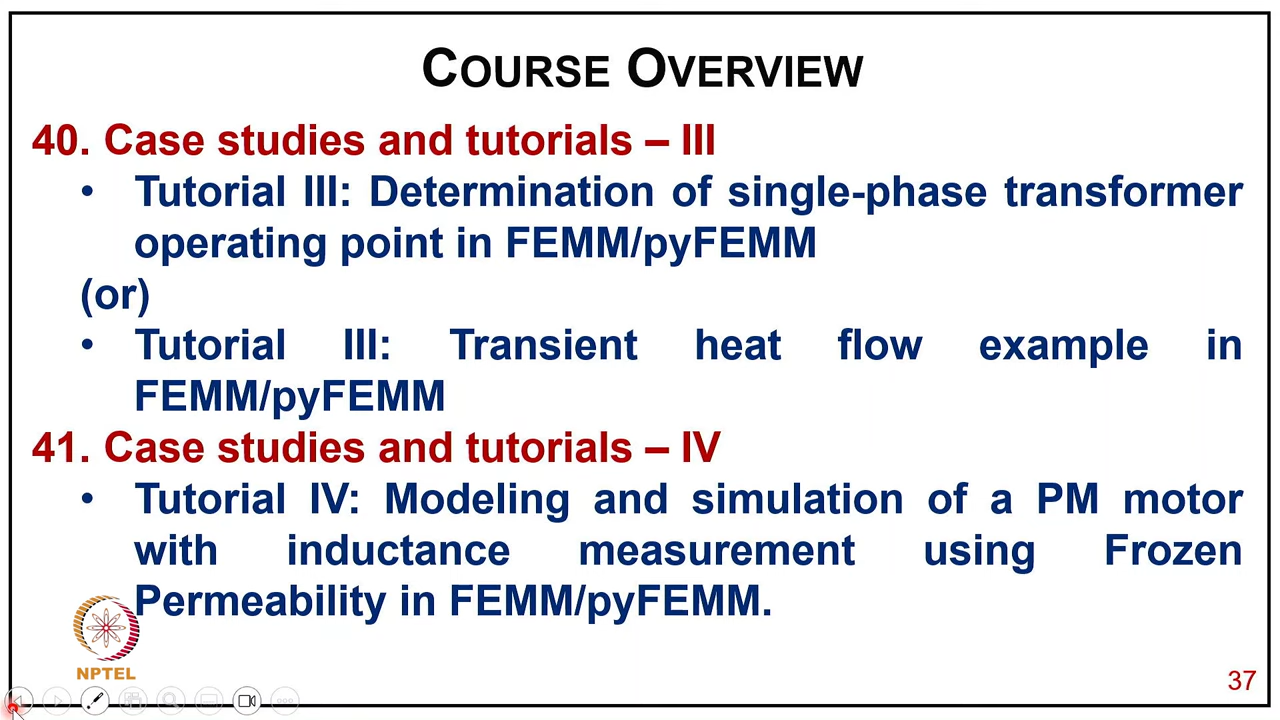 COURSE OVERVIEW
40. Case studies and tutorials – III
• Tutorial III: Determination of single-phase transformer
operating point in FEMM/pyFEMM
(or)
• Tutorial III: Transient heat flow example in
FEMM/pyFEMM
41. Case studies and tutorials – IV
• Tutorial IV: Modeling and simulation of a PM motor
with inductance measurement using Frozen
Permeability in FEMM/pyFEMM.
NPTEL
37